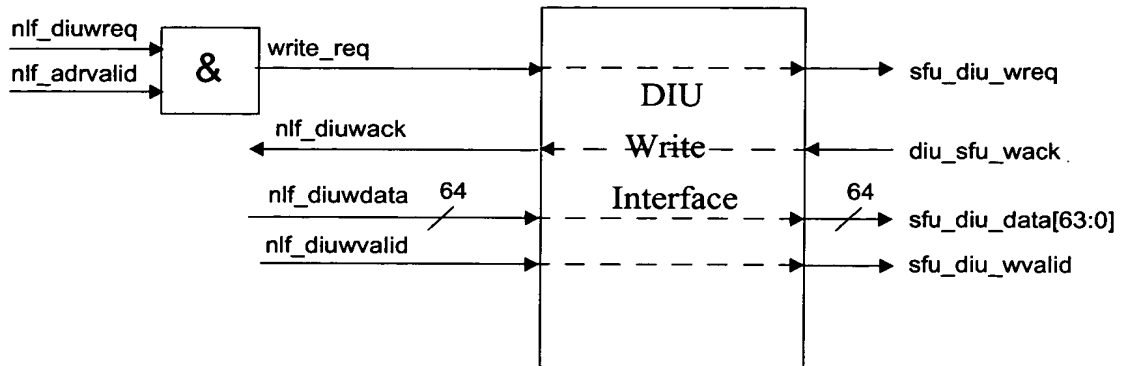 nlf_diuwreq
nlf_adrvalid
&
write_req
sfu_diu_wreq
DIU
nlf_diuwack
Write
diu_sfu_wack
nlf_diuwdata
64
Interface
64
sfu_diu_data[63:0]
nlf_diuwvalid
sfu_diu_wvalid